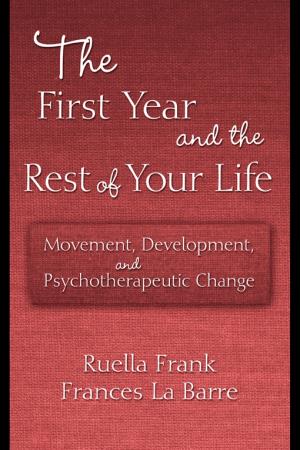 The
First Year
and the
Rest of Your Life
Movement, Development,
and
Psychotherapeutic Change
Ruella Frank
Frances La Barre